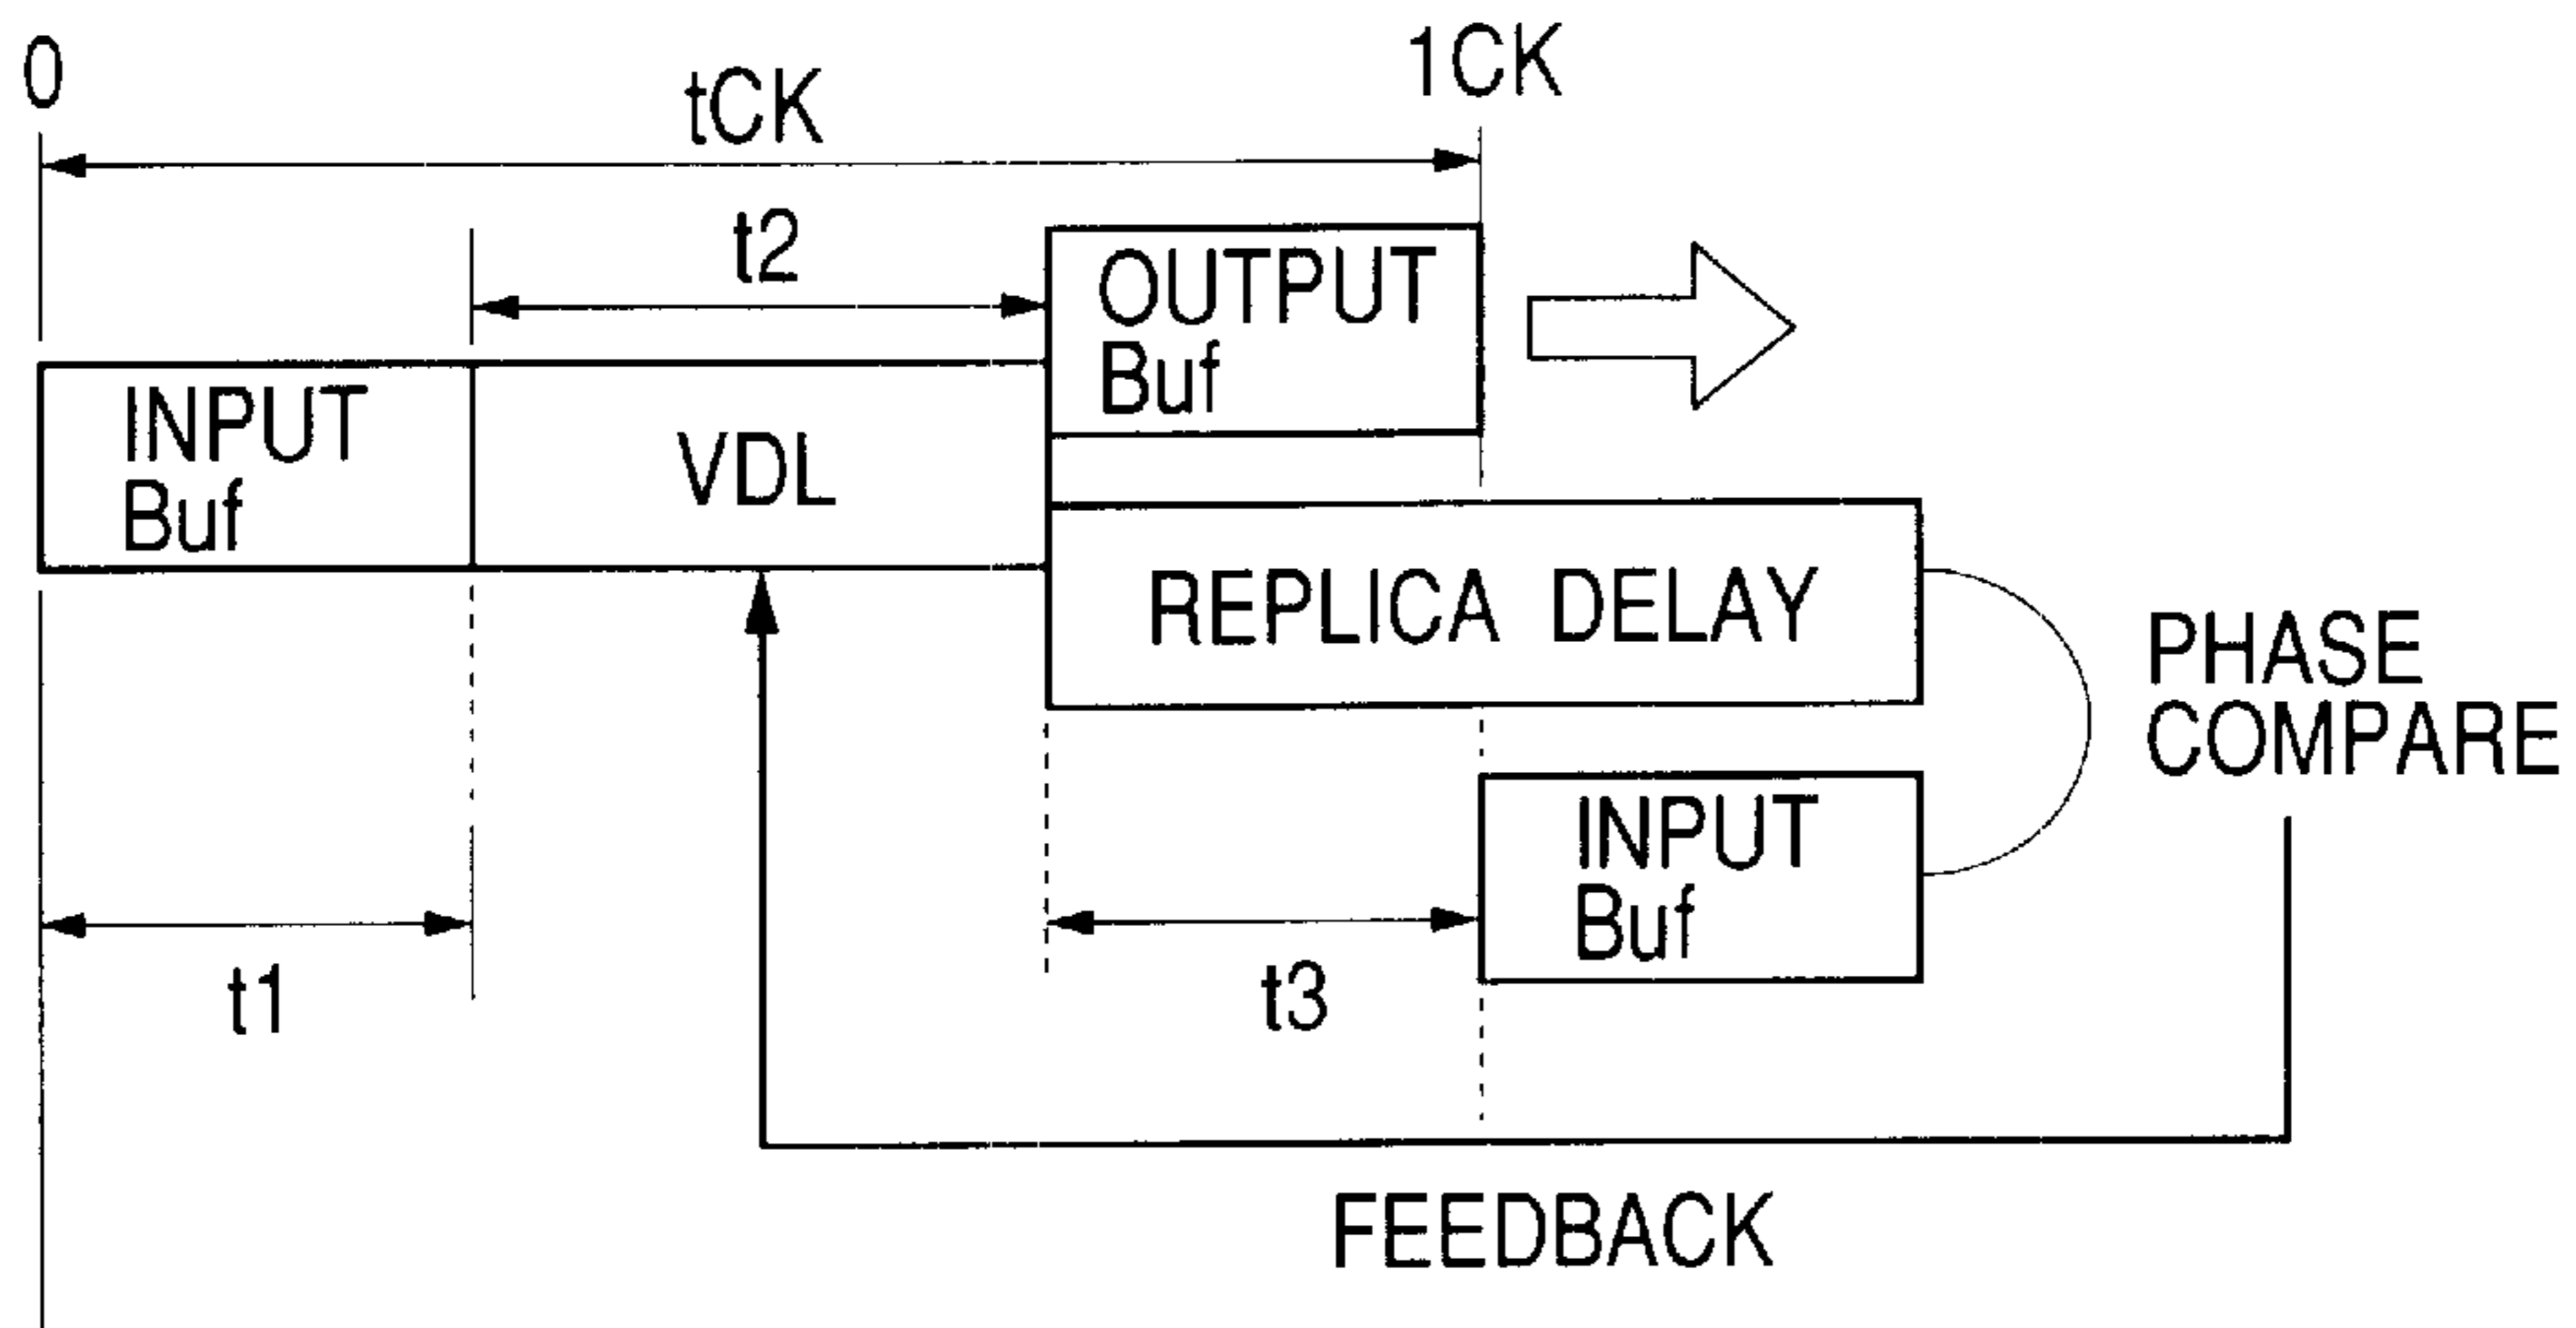 0
tCK
1CK
t2
OUTPUT
Buf
INPUT
Buf
VDL
REPLICA DELAY
PHASE
COMPARE
INPUT
Buf
t1
t3
FEEDBACK